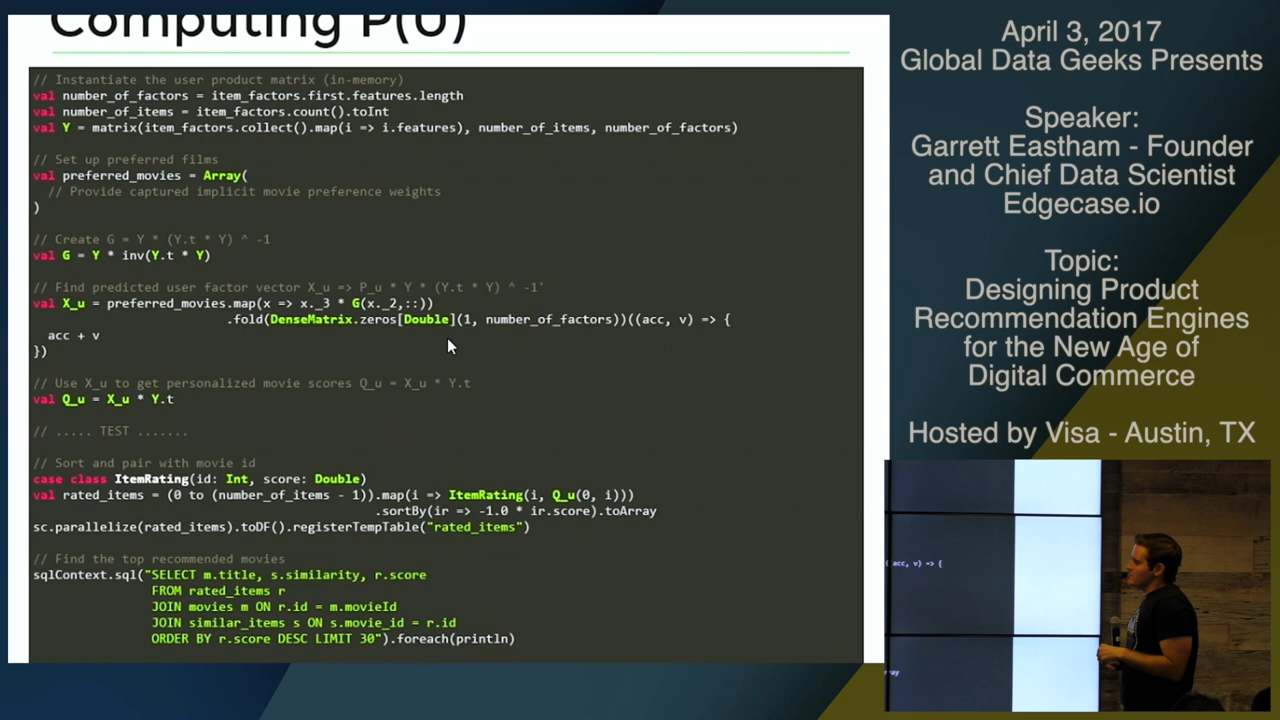 Computing P(U)
// Instantiate the user product matrix (in-memory)
val number_of_factors = item_factors.first.features.length
val number_of_items = item_factors.count().toInt
val Y = matrix(item_factors.collect().map(i => i.features), number_of_items, number_of_factors)
// Set up preferred films
val preferred_movies = Array(
// Provide captured implicit movie preference weights
)
// Create G = Y * (Y.t * Y) ^ -1
val G = Y * inv(Y.t * Y)
// Find predicted user factor vector X_u => P_u * Y * (Y.t * Y) ^ -1'
val X_u = preferred_movies.map(x => x._3 * G(x._2,::))
.fold(DenseMatrix.zeros[Double](1, number_of_factors))((acc, v) => {
acc + v
})
// Use X_u to get personalized movie scores Q_u = X_u * Y.t
val Q_u = X_u * Y.t
// ..... TEST .......
// Sort and pair with movie id
case class ItemRating(id: Int, score: Double)
val rated_items = (0 to (number_of_items - 1)).map(i => ItemRating(i, Q_u(0, i)))
.sortBy(ir => -1.0 * ir.score).toArray
sc.parallelize(rated_items).toDF().registerTempTable("rated_items")
// Find the top recommended movies
sqlContext.sql("SELECT m.title, s.similarity, r.score
FROM rated_items r
JOIN movies m ON r.id = m.movieId
JOIN similar_items s ON s.movie_id = r.id
ORDER BY r.score DESC LIMIT 30").foreach(println)
April 3, 2017
Global Data Geeks Presents
Speaker:
Garrett Eastham - Founder
and Chief Data Scientist
Edgecase.io
Topic:
Designing Product
Recommendation Engines
for the New Age of
Digital Commerce
Hosted by Visa - Austin, TX
acc, v) => {
ray